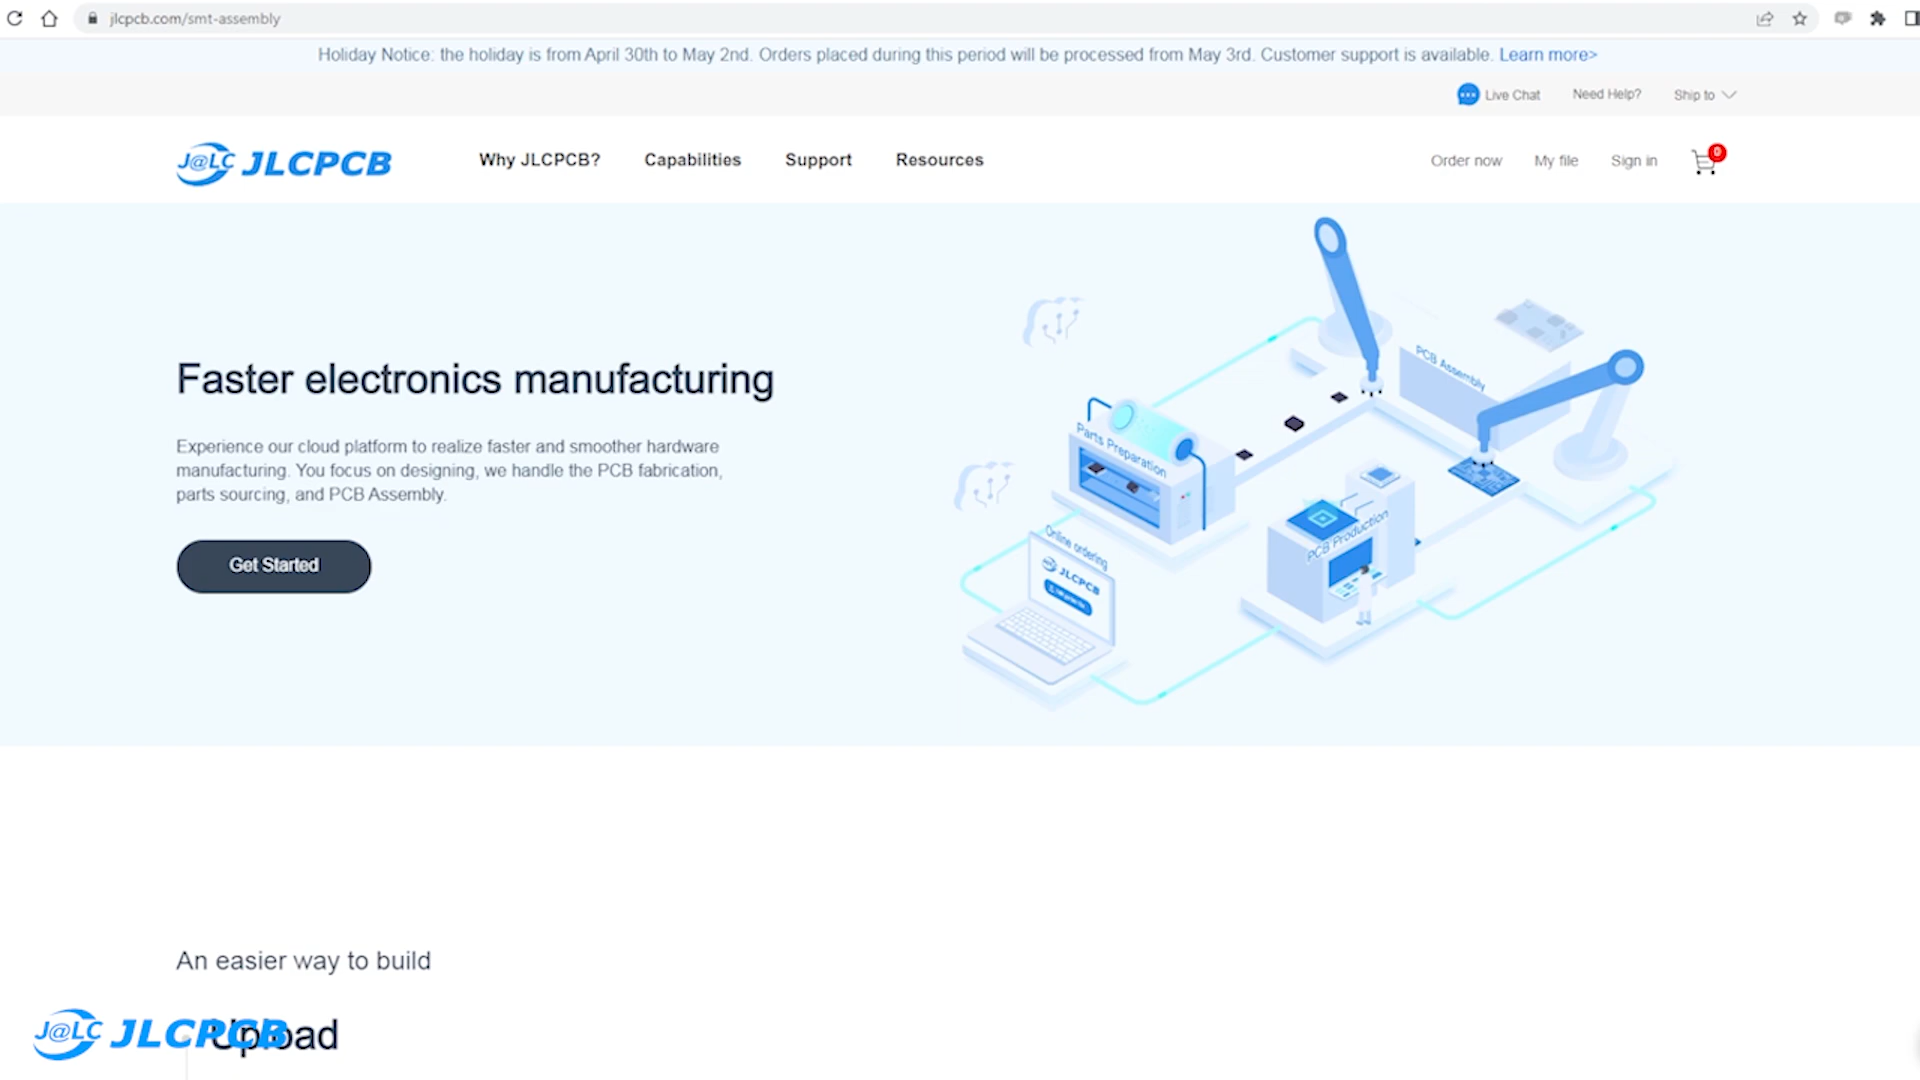 jlcpcb.com/smt-assembly
Holiday Notice: the holiday is from April 30th to May 2nd. Orders placed during this period will be processed from May 3rd. Customer support is available. Learn more>
Live Chat
Need Help?
Ship to
J@LC JLCPCB
Why JLCPCB?
Capabilities
Support
Resources
Order now
My file
Sign in
0
Faster electronics manufacturing
Experience our cloud platform to realize faster and smoother hardware
manufacturing. You focus on designing, we handle the PCB fabrication,
parts sourcing, and PCB Assembly.
Get Started
PCB Assembly
Parts Preparation
PCB Production
Online ordering
JLCPCB
An easier way to build
Upload
J@LC JLCPCB